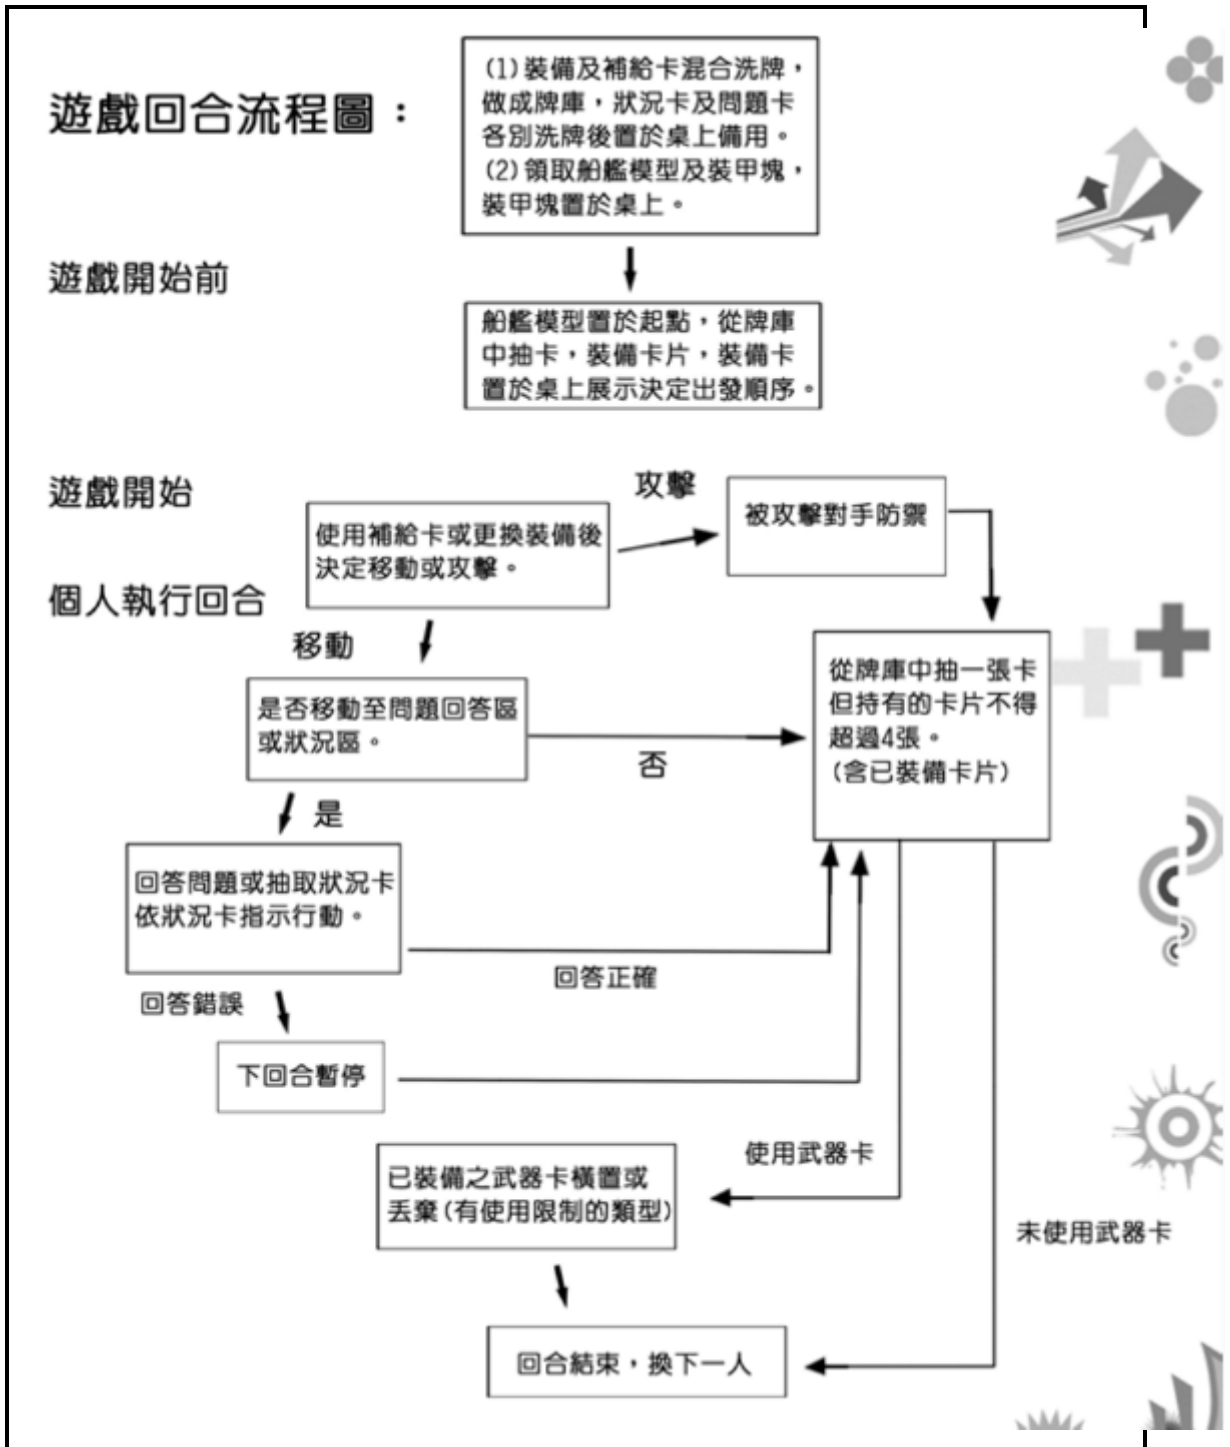 遊戲回合流程圖：
(1)裝備及補給卡混合洗牌，
做成牌庫，狀況卡及問題卡
各別洗牌後置於桌上備用。
(2)領取船艦模型及裝甲塊，
裝甲塊置於桌上。
遊戲開始前
船艦模型置於起點，從牌庫
中抽卡，裝備卡片，裝備卡
置於桌上展示決定出發順序。
遊戲開始
攻擊
被攻擊對手防禦
使用補給卡或更換裝備後
決定移動或攻擊。
個人執行回合
移動
從牌庫中抽一張卡
但持有的卡片不得
超過4張。
(含已裝備卡片)
是否移動至問題回答區
或狀況區。
否
是
回答問題或抽取狀況卡
依狀況卡指示行動。
回答正確
回答錯誤
下回合暫停
使用武器卡
已裝備之武器卡橫置或
丟棄(有使用限制的類型)
未使用武器卡
回合結束，換下一人